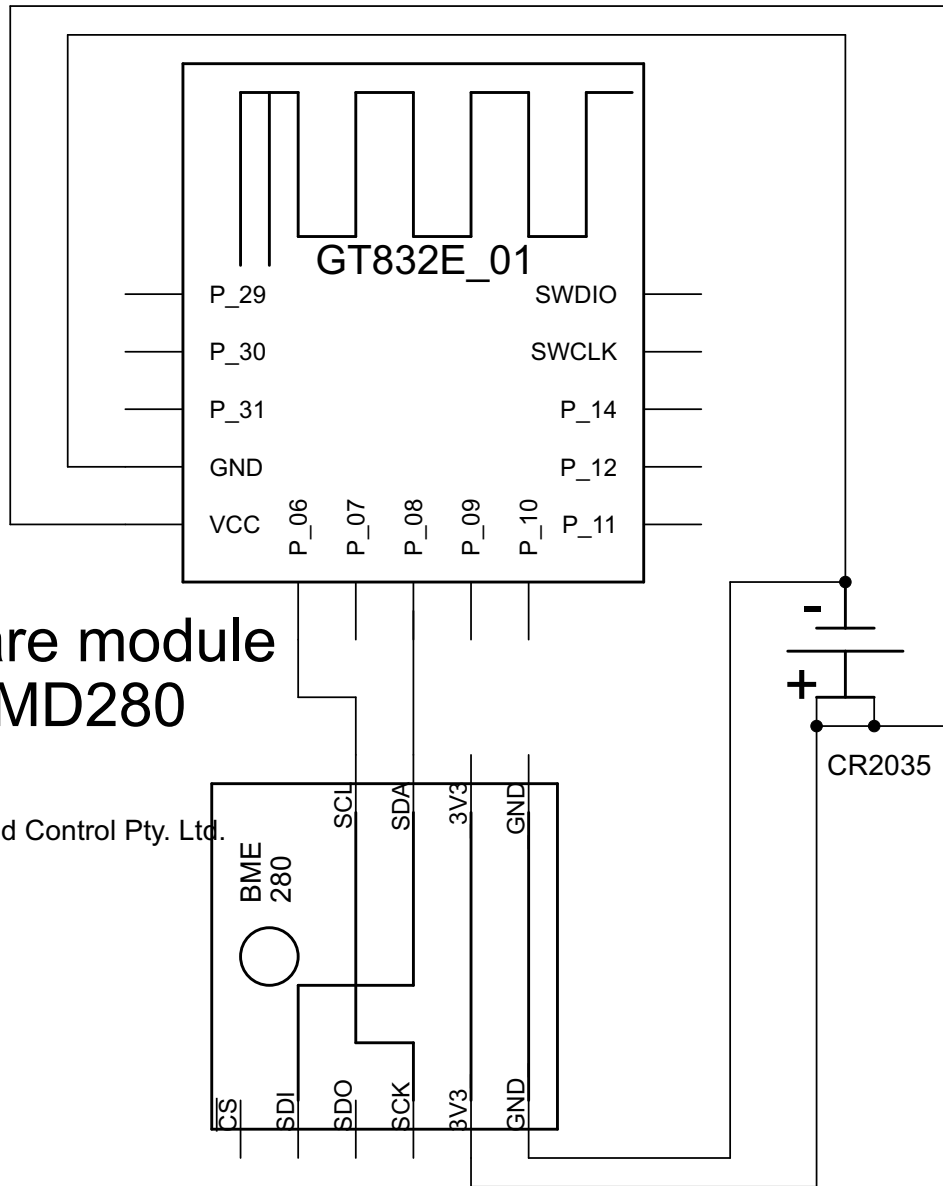 GT832E_01
P_29
P_30
P_31
GND
VCC
SWDIO
SWCLK
P_14
P_12
P_11
P_06
P_07
P_08
P_09
P_10
are module
MD280
d Control Pty. Ltd.
-
+
CR2035
SCL
SDA
3V3
GND
BME
280
CS
SDI
SDO
SCK
3V3
GND